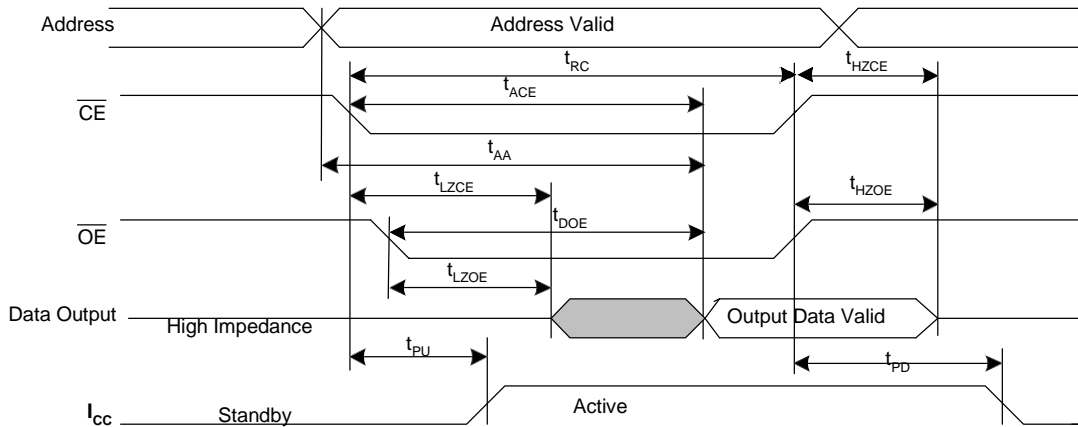 Address
Address Valid
tRC
tHZCE
tACE
CE
tAA
tLZCE
tHZOE
OE
tDOE
tLZOE
Data Output
High Impedance
Output Data Valid
tPU
tPD
ICC
Standby
Active